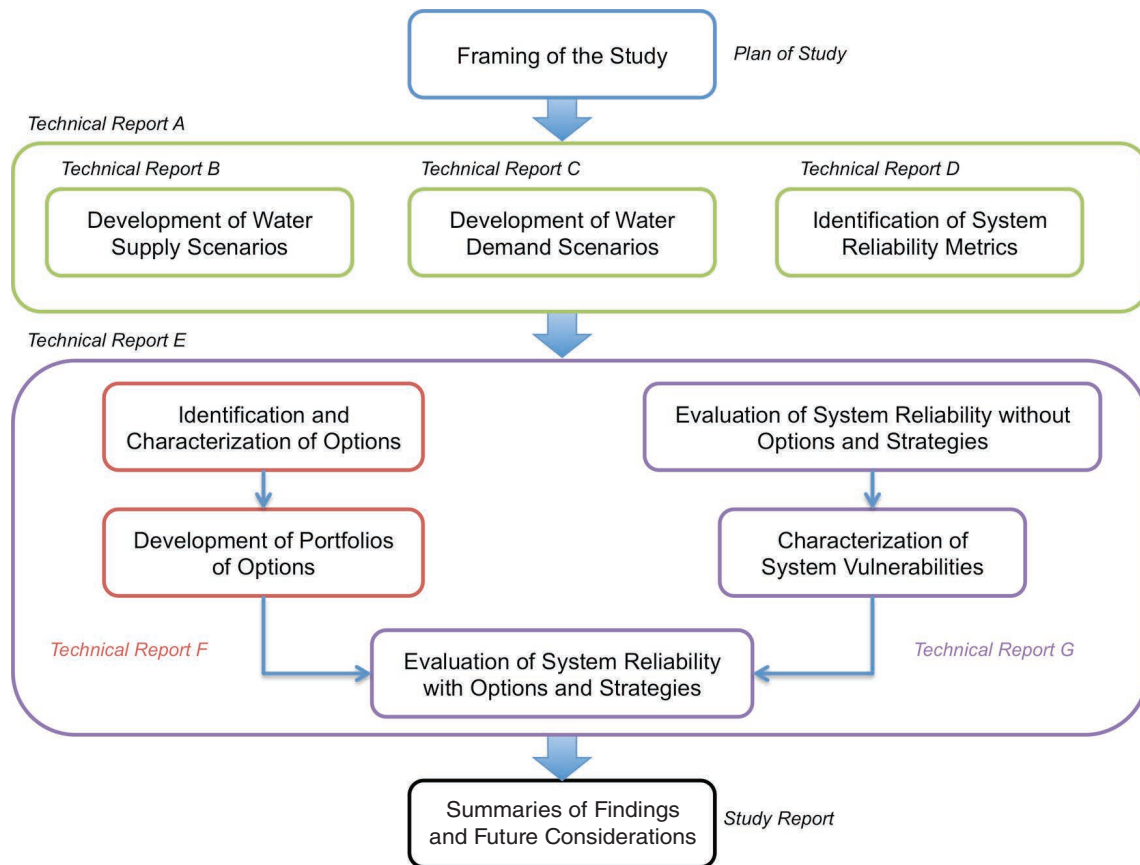 Framing of the Study
Plan of Study
Technical Report A
Technical Report B
Development of Water
Supply Scenarios
Technical Report C
Development of Water
Demand Scenarios
Technical Report D
Identification of System
Reliability Metrics
Technical Report E
Identification and
Characterization of Options
Development of Portfolios
of Options
Technical Report F
Evaluation of System Reliability without
Options and Strategies
Characterization of
System Vulnerabilities
Technical Report G
Evaluation of System Reliability
with Options and Strategies
Summaries of Findings
and Future Considerations
Study Report